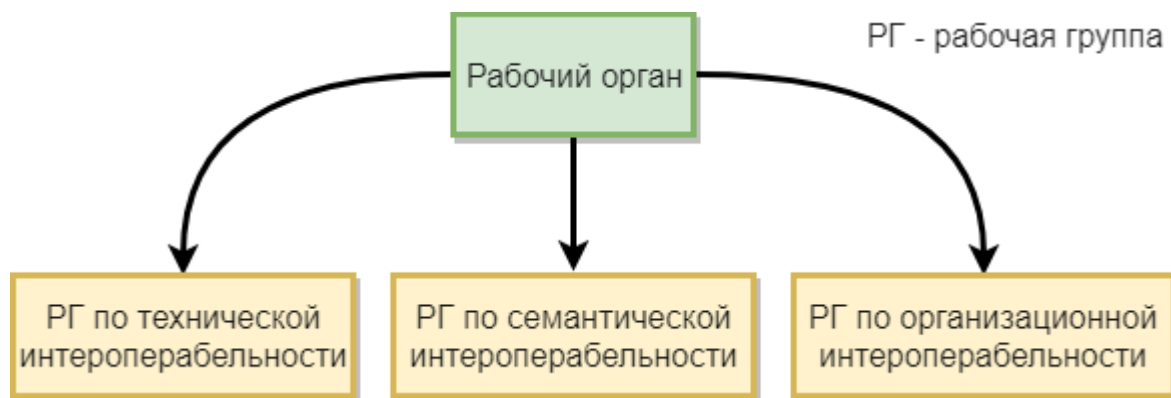 РГ - рабочая группа
Рабочий орган
РГ по технической
интероперабельности
РГ по семантической
интероперабельности
РГ по организационной
интероперабельности